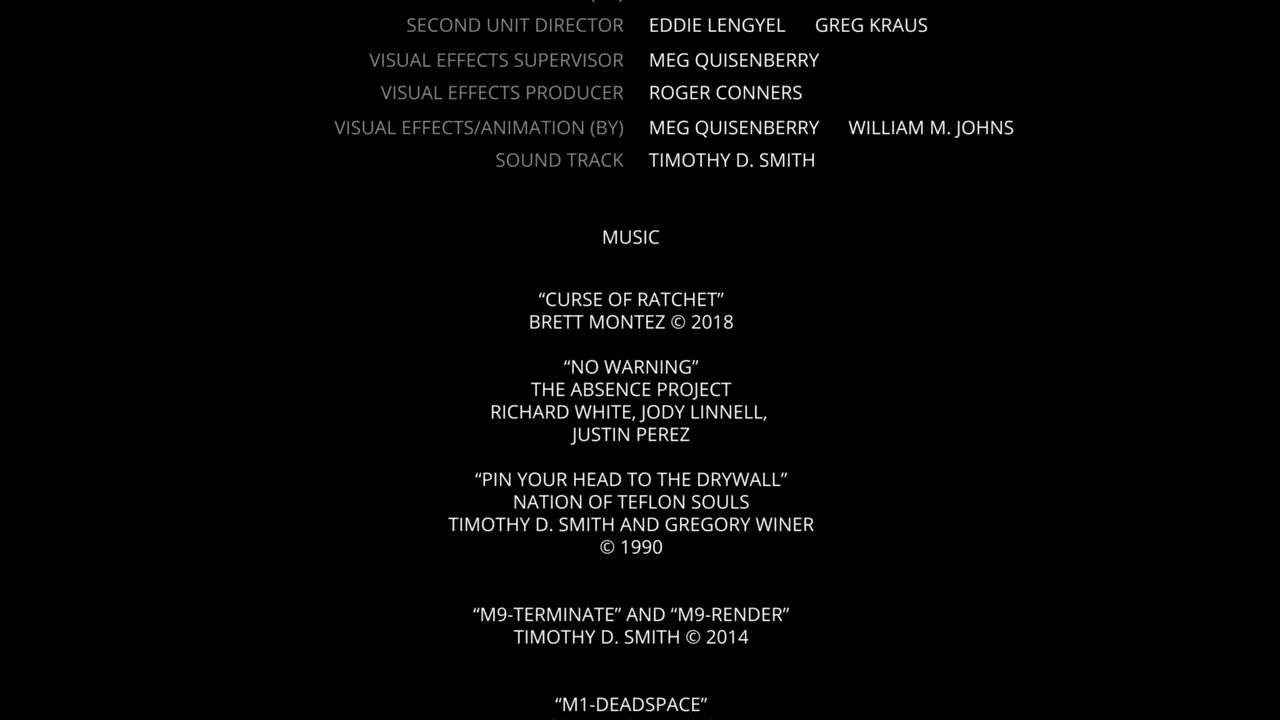 SECOND UNIT DIRECTOR EDDIE LENGYEL GREG KRAUS
VISUAL EFFECTS SUPERVISOR MEG QUISENBERRY
VISUAL EFFECTS PRODUCER ROGER CONNERS
VISUAL EFFECTS/ANIMATION (BY) MEG QUISENBERRY WILLIAM M. JOHNS
SOUND TRACK TIMOTHY D. SMITH
MUSIC
“CURSE OF RATCHET”
BRETT MONTEZ © 2018
“NO WARNING”
THE ABSENCE PROJECT
RICHARD WHITE, JODY LINNELL,
JUSTIN PEREZ
“PIN YOUR HEAD TO THE DRYWALL”
NATION OF TEFLON SOULS
TIMOTHY D. SMITH AND GREGORY WINER
© 1990
“M9-TERMINATE” AND “M9-RENDER”
TIMOTHY D. SMITH © 2014
“M1-DEADSPACE”